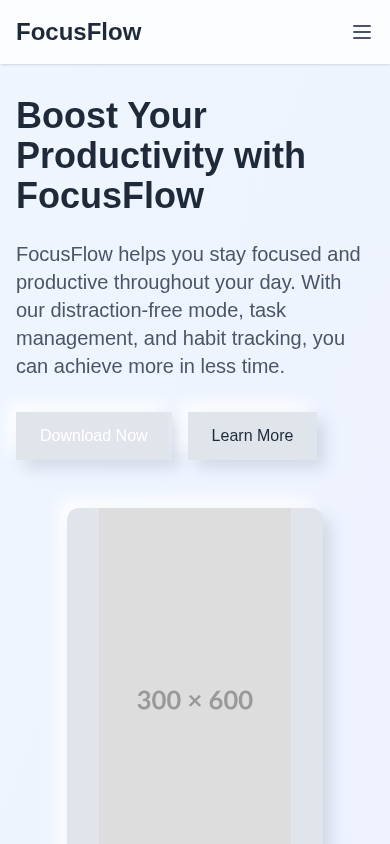 FocusFlow
Boost Your
Productivity with
FocusFlow
FocusFlow helps you stay focused and
productive throughout your day. With
our distraction-free mode, task
management, and habit tracking, you
can achieve more in less time.
Download Now
Learn More
300 × 600